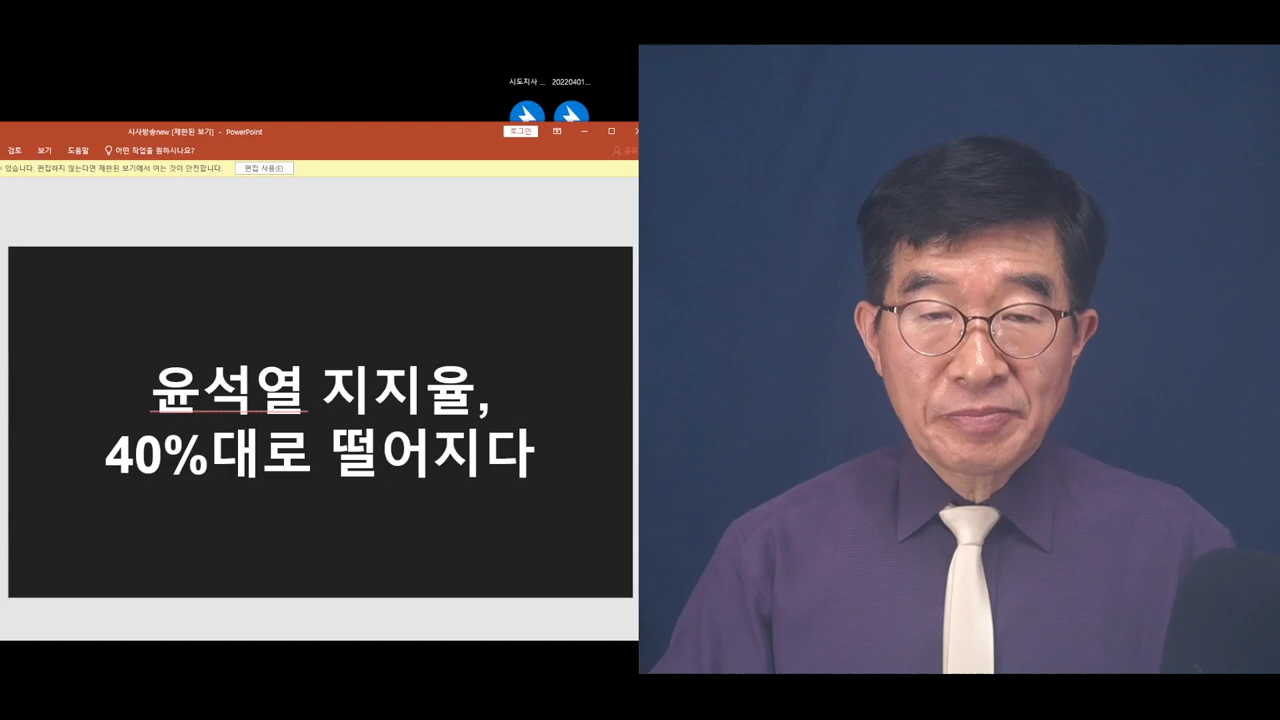 시도지사 ... 20220401...
시사방송new [제한된 보기] - PowerPoint 로그인
검토 보기 도움말 어떤 작업을 원하시나요? 공유
있습니다. 편집하지 않는다면 제한된 보기에서 여는 것이 안전합니다. 편집 사용(E)
윤석열 지지율,
40%대로 떨어지다